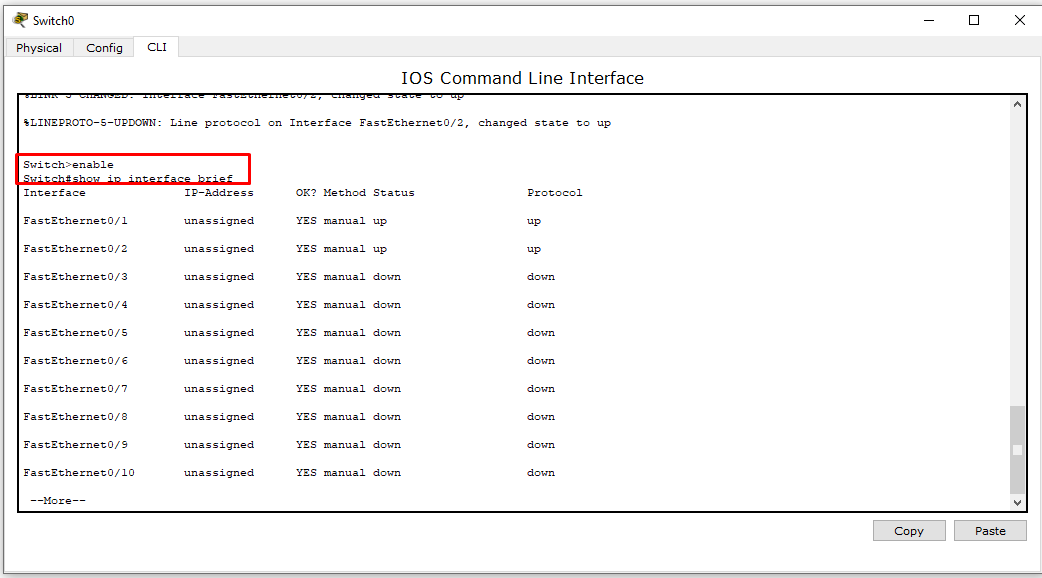 Switch0
Physical Config CLI
IOS Command Line Interface
%LINK-5-CHANGED: Interface FastEthernet0/2, changed state to up
%LINEPROTO-5-UPDOWN: Line protocol on Interface FastEthernet0/2, changed state to up
Switch>enable
Switch#show ip interface brief
Interface IP-Address OK? Method Status Protocol
FastEthernet0/1 unassigned YES manual up up
FastEthernet0/2 unassigned YES manual up up
FastEthernet0/3 unassigned YES manual down down
FastEthernet0/4 unassigned YES manual down down
FastEthernet0/5 unassigned YES manual down down
FastEthernet0/6 unassigned YES manual down down
FastEthernet0/7 unassigned YES manual down down
FastEthernet0/8 unassigned YES manual down down
FastEthernet0/9 unassigned YES manual down down
FastEthernet0/10 unassigned YES manual down down
--More--
Copy Paste